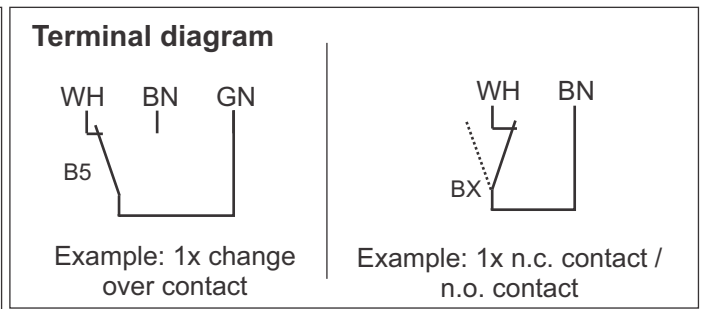 Terminal diagram
WH BN GN
B5
Example: 1x change
over contact
WH BN
BX
Example: 1x n.c. contact /
n.o. contact